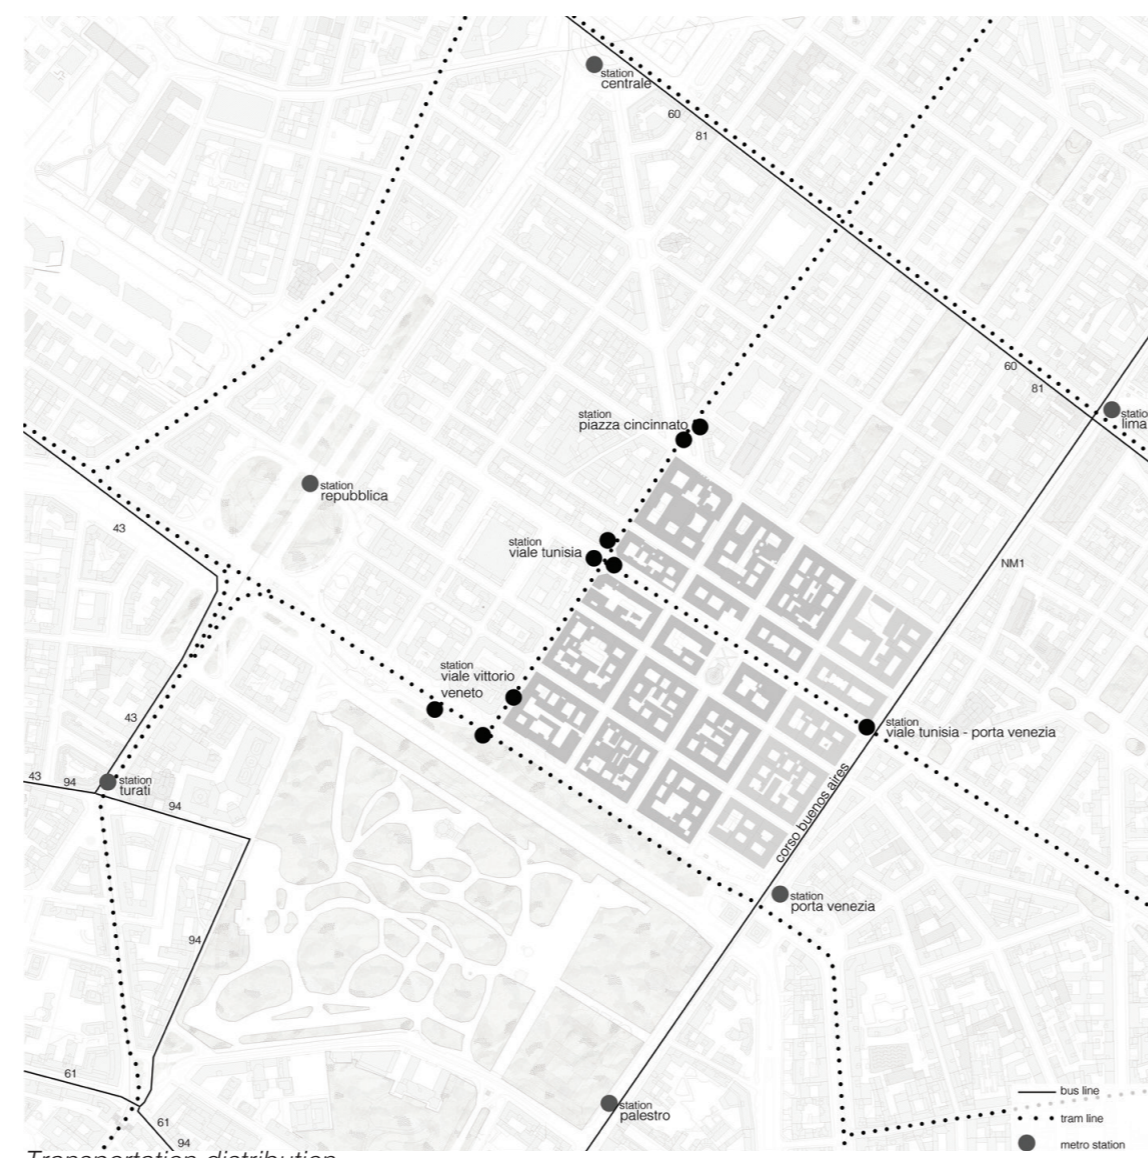 station
centrale
60
81
60
81
station
piazza cincinnato
lima
station
repubblica
43
station
viale tunisia
NM1
station
viale vittorio
veneto
43
station
viale tunisia - porta venezia
43
94
station
turati
94
corso buenos aires
station
porta venezia
94
61
station
palestro
61
94
bus line
tram line
metro station
Transportation distribution